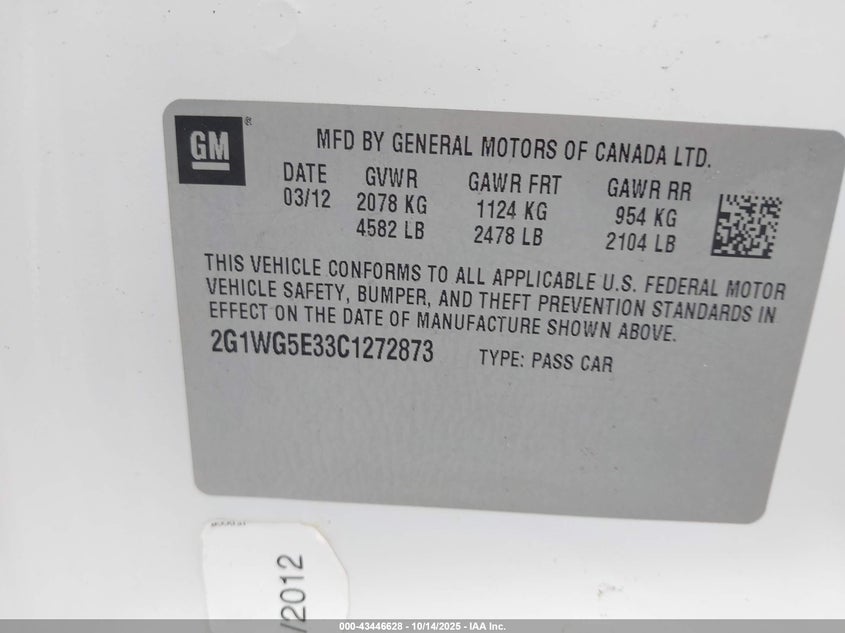 GM
®
MFD BY GENERAL MOTORS OF CANADA LTD.
DATE GVWR GAWR FRT GAWR RR
03/12 2078 KG 1124 KG 954 KG
4582 LB 2478 LB 2104 LB
THIS VEHICLE CONFORMS TO ALL APPLICABLE U.S. FEDERAL MOTOR
VEHICLE SAFETY, BUMPER, AND THEFT PREVENTION STANDARDS IN
EFFECT ON THE DATE OF MANUFACTURE SHOWN ABOVE.
2G1WG5E33C1272873 TYPE: PASS CAR
/2012
000-43446628 - 10/14/2025 - IAA Inc.